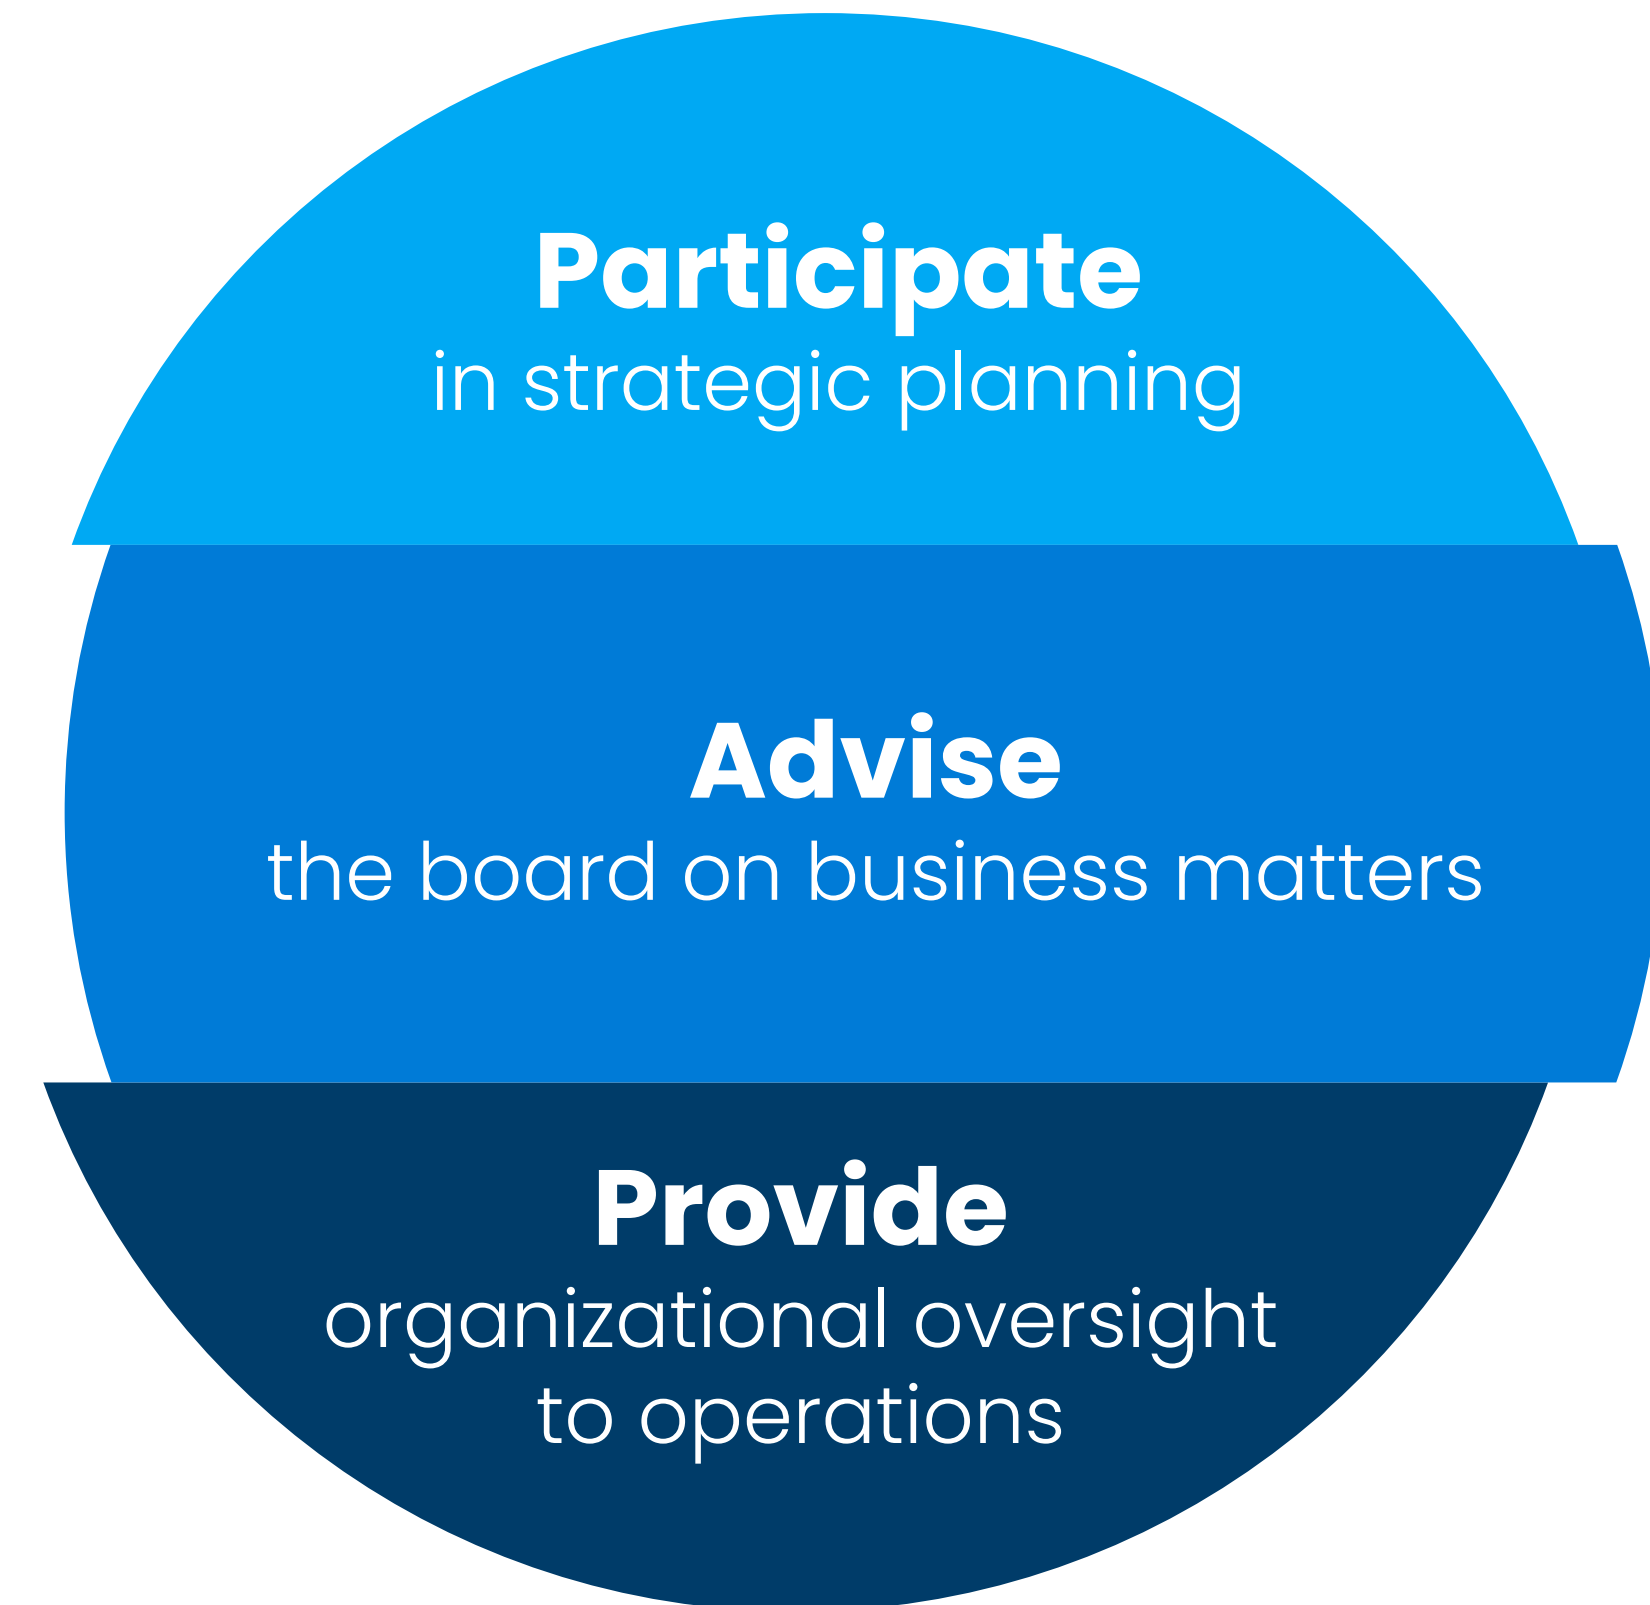 Participate
in strategic planning
Advise
the board on business matters
Provide
organizational oversight
to operations